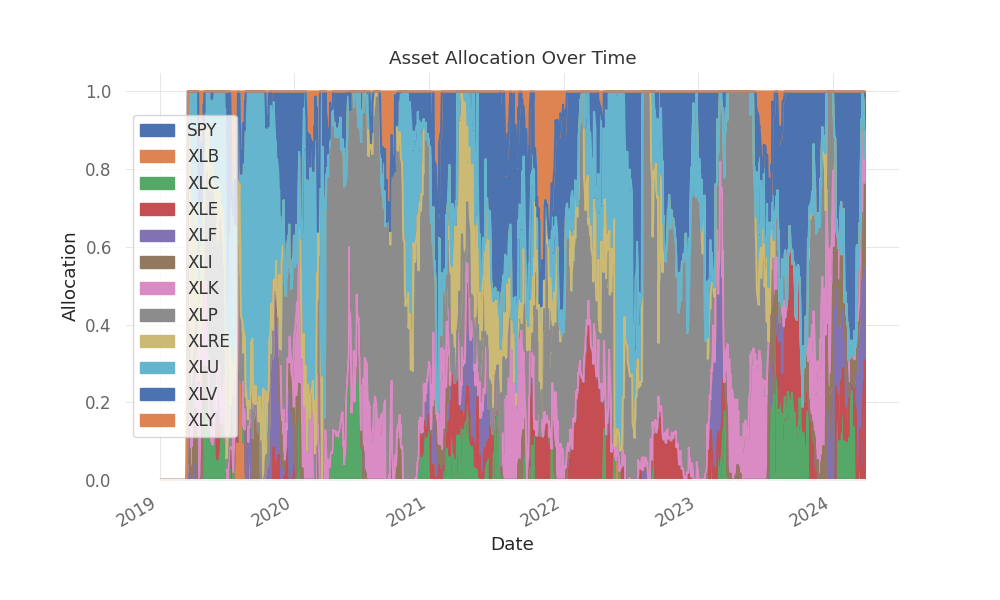 Asset Allocation Over Time
1.0
0.8
0.6
0.4
0.2
0.0
Allocation
SPY
XLB
XLC
XLE
XLF
XLI
XLK
XLP
XLRE
XLU
XLV
XLY
2019
2020
2021
2022
2023
2024
Date